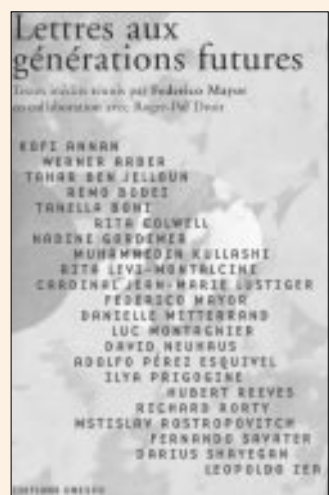 Lettres aux
générations futures
Textes inédits réunis par Federico Mayor
en collaboration avec Roger-Pol Droit
KOFI ANNAN
WERNER ARBER
TAHAR BEN JELLOUN
REMO BODEI
TANELLA BONI
RITA COLWELL
NADINE GORDIMER
MUHAMMEDIN KULLASHI
RITA LEVI-MONTALCINI
CARDINAL JEAN-MARIE LUSTIGER
FEDERICO MAYOR
DANIELLE MITTERRAND
LUC MONTAGNIER
DAVID NEUHAUS
ADOLFO PÉREZ ESQUIVEL
ILYA PRIGOGINE
HUBERT REEVES
RICHARD RORTY
MSTISLAV ROSTROPOVITCH
FERNANDO SAVATER
DARIUS SHAYEGAN
LEOPOLDO ZEA
EDITIONS UNESCO